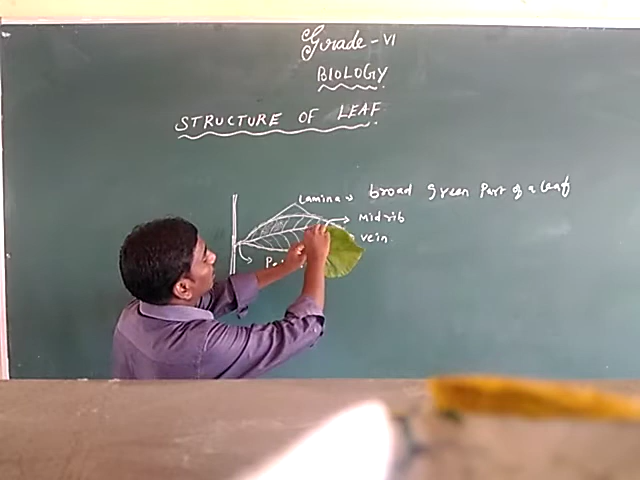 Grade - VI
BIOLOGY
STRUCTURE OF LEAF.
Lamina broad green part of a leaf
Midrib
vein.